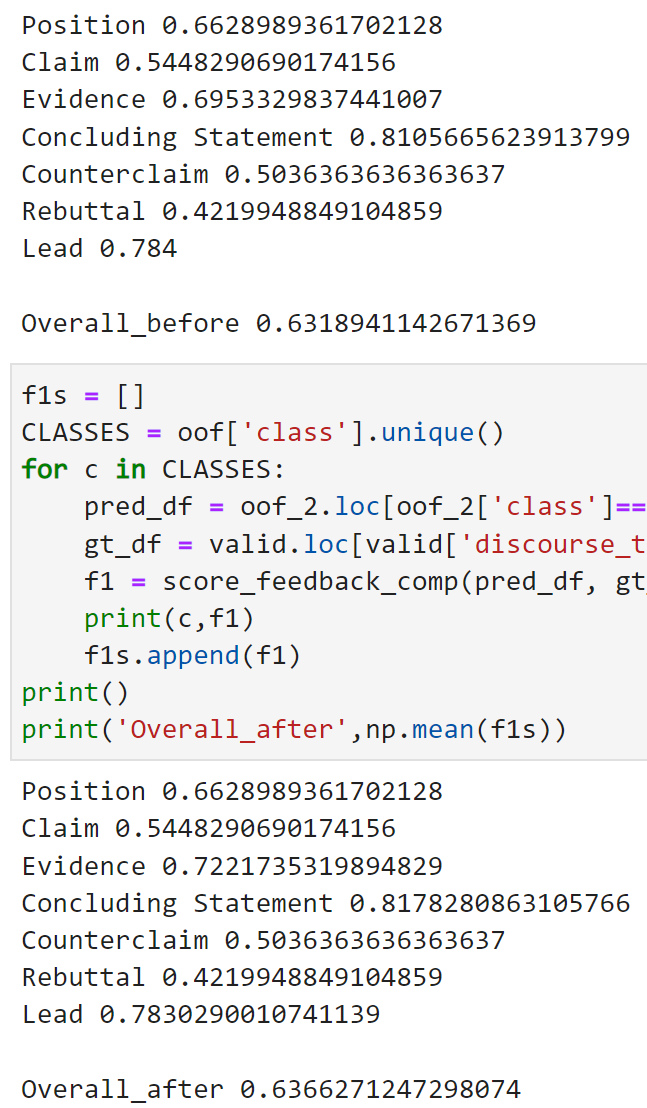 Position 0.6628989361702128
Claim 0.5448290690174156
Evidence 0.6953329837441007
Concluding Statement 0.8105665623913799
Counterclaim 0.5036363636363637
Rebuttal 0.4219948849104859
Lead 0.784
Overall_before 0.6318941142671369
f1s = []
CLASSES = oof['class'].unique()
for c in CLASSES:
    pred_df = oof_2.loc[oof_2['class']==
    gt_df = valid.loc[valid['discourse_t
    f1 = score_feedback_comp(pred_df, gt_
    print(c,f1)
    f1s.append(f1)
print()
print('Overall_after',np.mean(f1s))
Position 0.6628989361702128
Claim 0.5448290690174156
Evidence 0.7221735319894829
Concluding Statement 0.8178280863105766
Counterclaim 0.5036363636363637
Rebuttal 0.4219948849104859
Lead 0.7830290010741139
Overall_after 0.6366271247298074